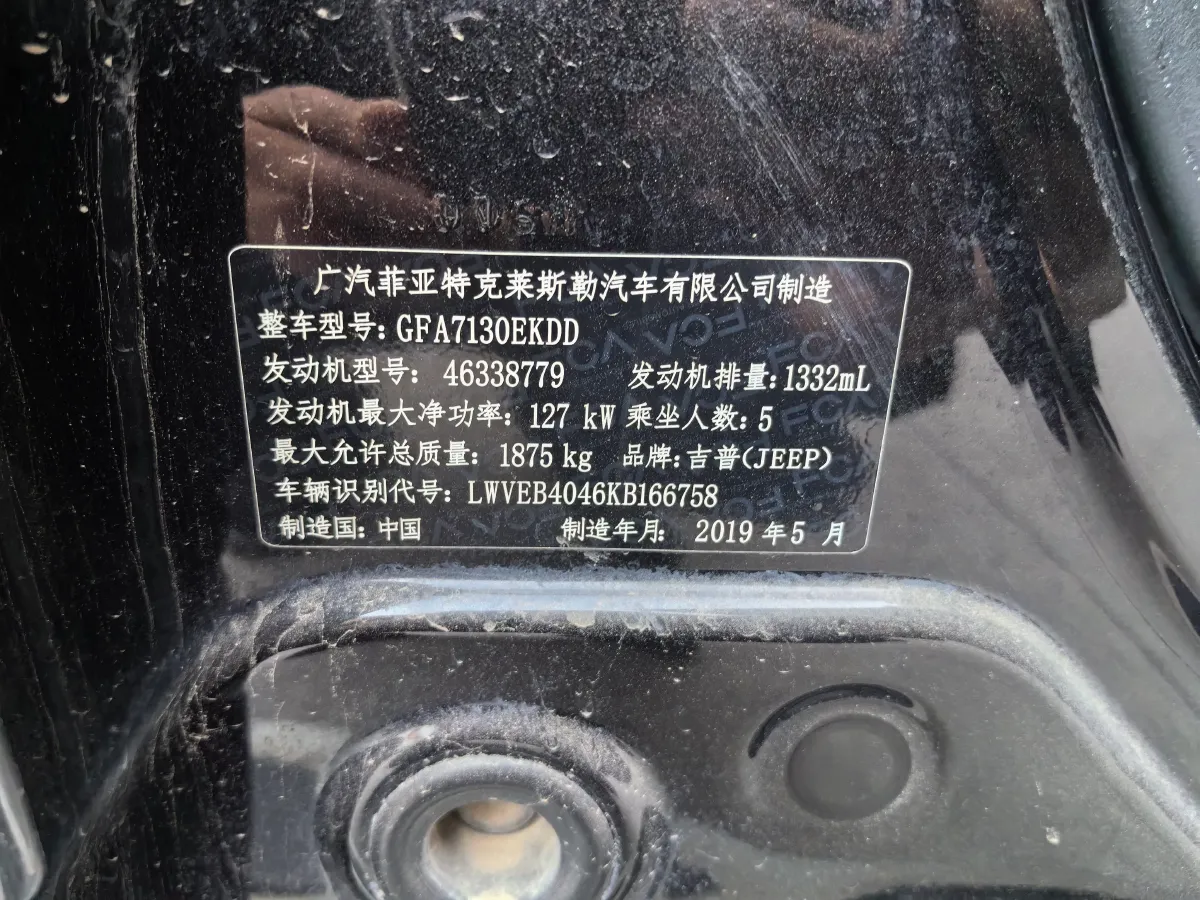 广汽菲亚特克莱斯勒汽车有限公司制造
整车型号: GFA7130EKDD
发动机型号: 46338779 发动机排量: 1332mL
发动机最大净功率: 127 kW 乘坐人数: 5
最大允许总质量: 1875 kg 品牌: 吉普(JEEP)
车辆识别代号: LWVEB4046KB166758
制造国: 中国 制造年月: 2019 年 5 月